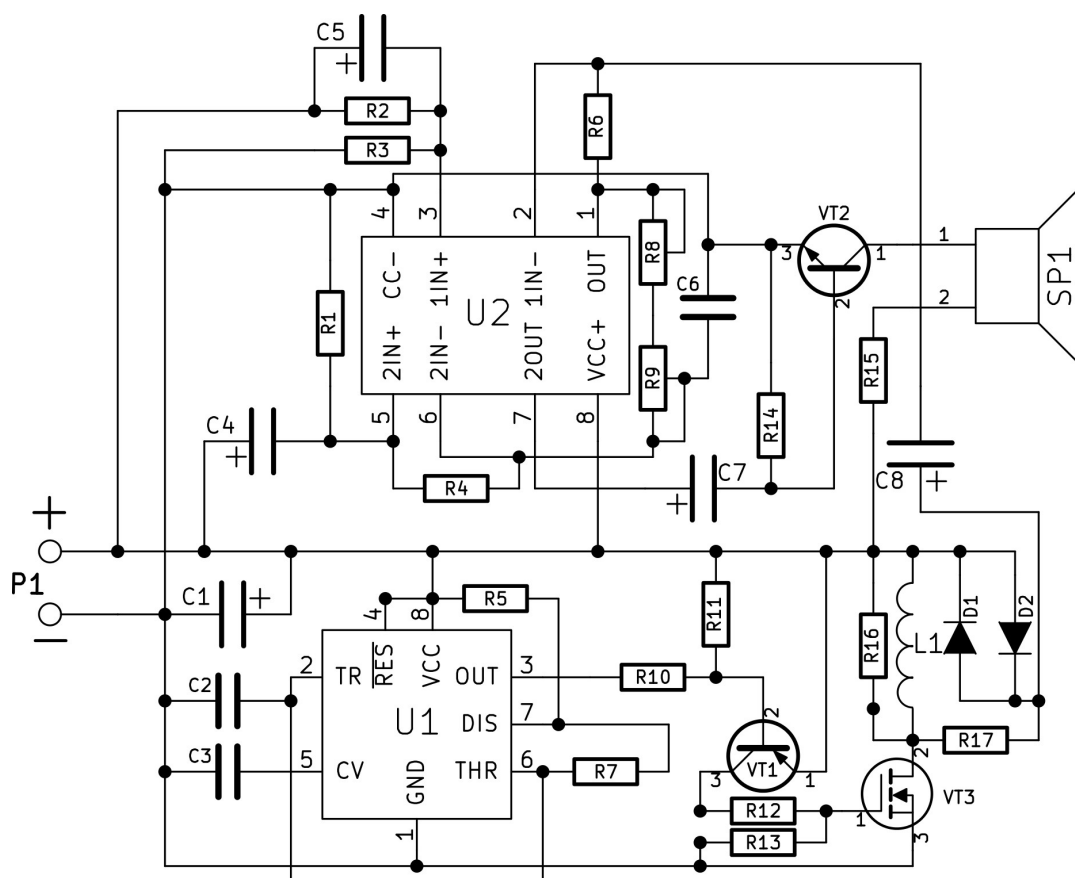 C5
R2
R3
R6
4
3
2
1
CC-
1IN+
1IN-
OUT
U2
2IN+
2IN-
2OUT
VCC+
5
6
7
8
R1
R8
R9
C6
VT2
3
1
2
1
2
SP1
R15
R14
C4
R4
C7
C8
P1
C1
R5
R11
R16
L1
D1
D2
4
8
2
TR
RES
VCC
OUT
3
R10
C2
U1
DIS
7
2
R17
C3
5
CV
GND
THR
6
R7
3
VT1
1
2
VT3
1
R12
1
3
R13